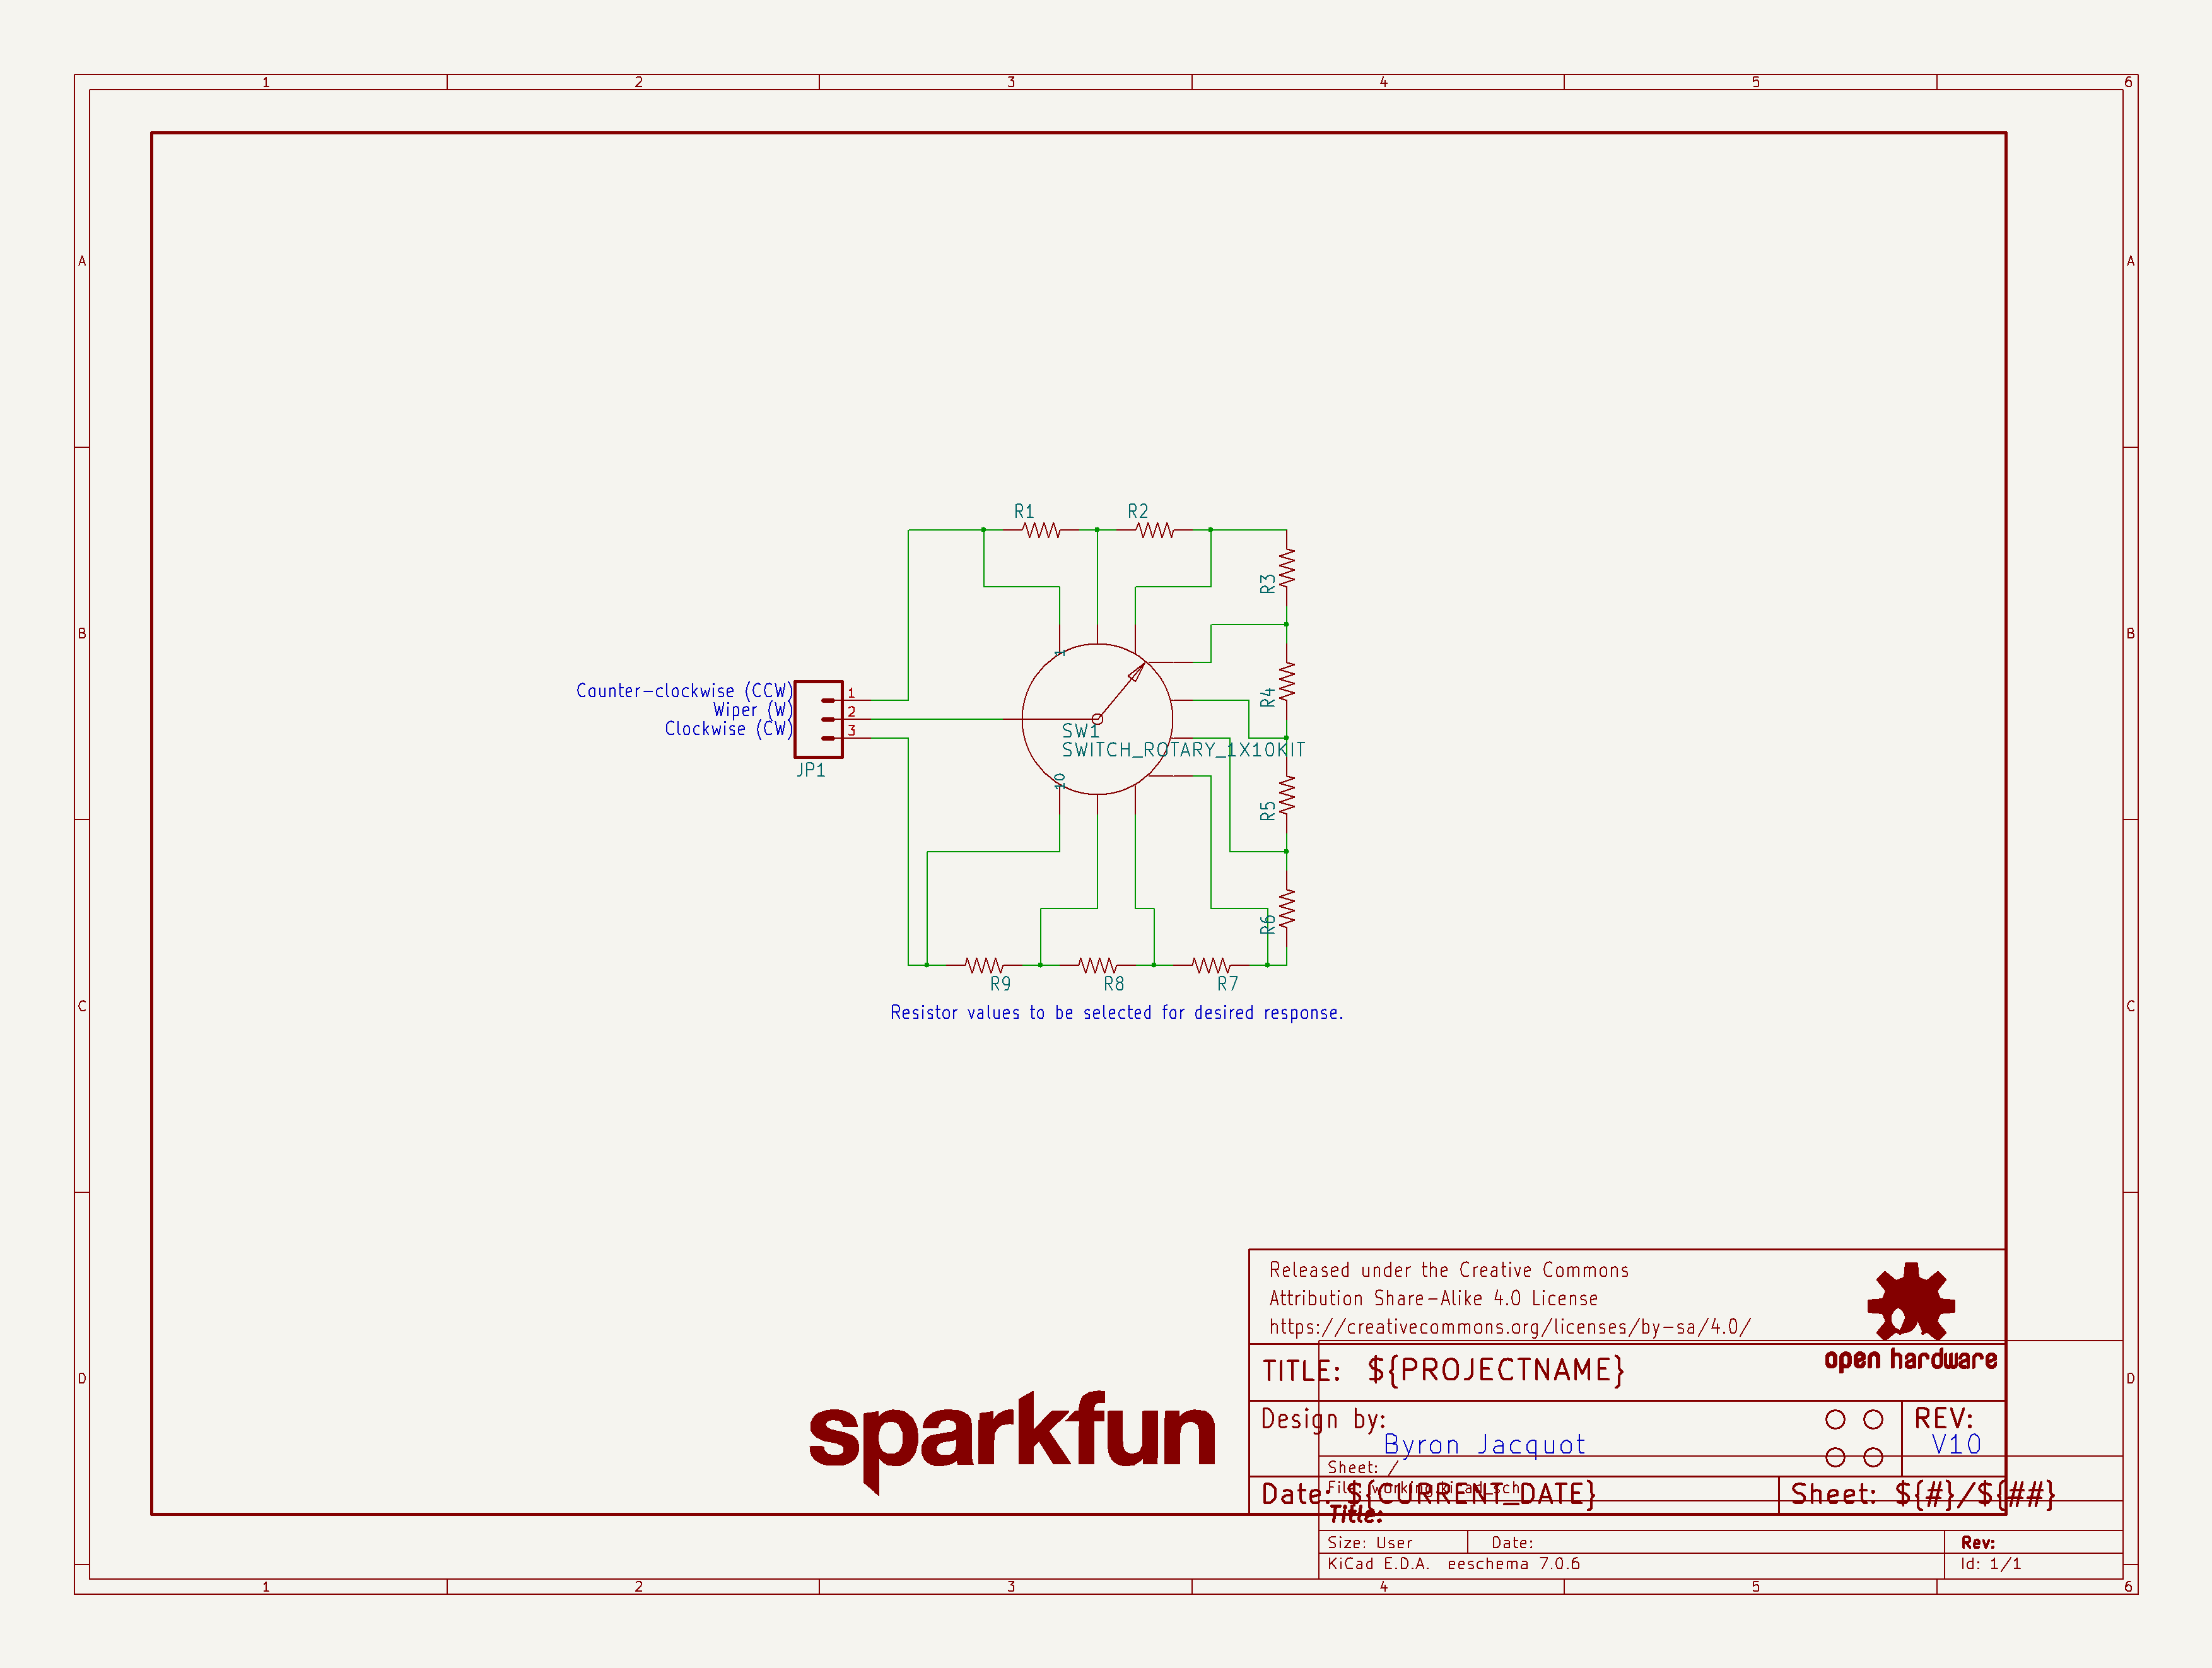 1 2 3 4 5 6
A A
B B
C C
D D
R1 R2
R3
R4
R5
R6
R9 R8 R7
1
10
Counter-clockwise (CCW)
Wiper (W)
Clockwise (CW)
1
2
3
JP1
SW1
SWITCH_ROTARY_1X10KIT
Resistor values to be selected for desired response.
sparkfun
Released under the Creative Commons
Attribution Share-Alike 4.0 License
https://creativecommons.org/licenses/by-sa/4.0/
open hardware
TITLE: ${PROJECTNAME}
Design by:
Byron Jacquot
REV:
V10
Date: ${CURRENT_DATE}
Sheet: ${#}/${##}
Sheet: /
File: working.kicad_sch
Title:
Size: User Date: Rev:
KiCad E.D.A. eeschema 7.0.6 Id: 1/1
1 2 3 4 5 6